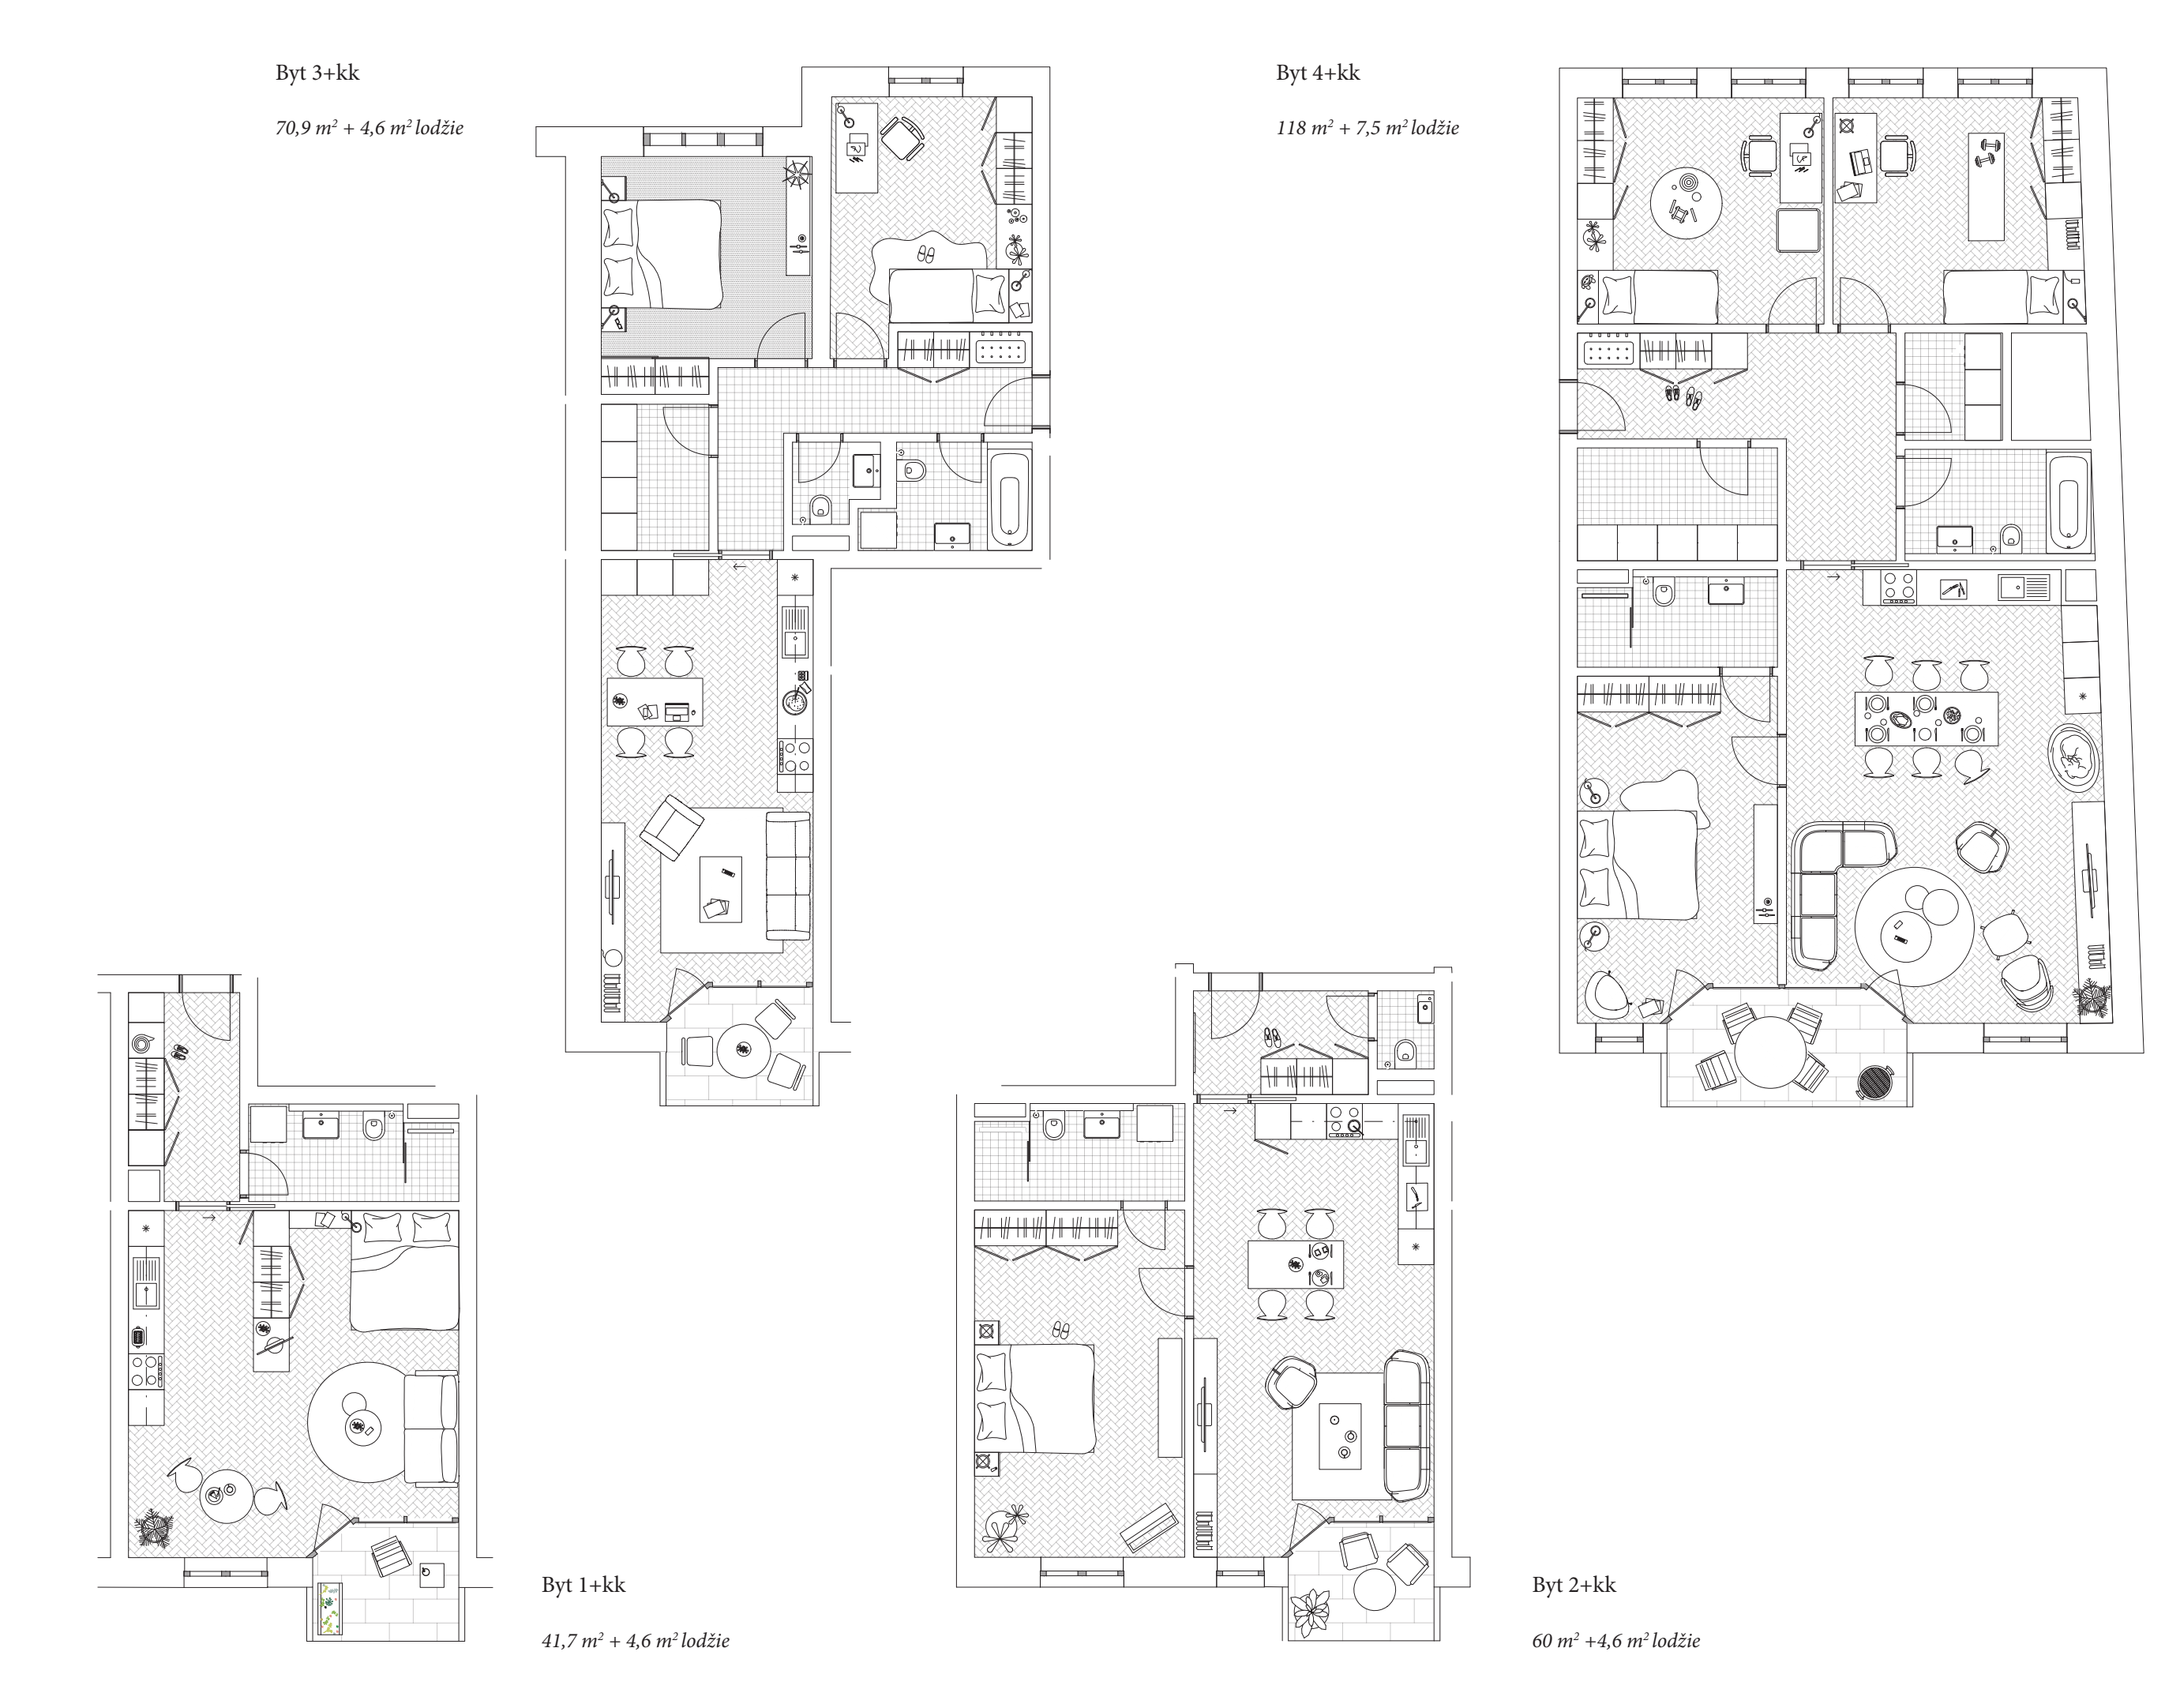 Byt 3+kk
70,9 m² + 4,6 m² lodžie
Byt 4+kk
118 m² + 7,5 m² lodžie
Byt 1+kk
41,7 m² + 4,6 m² lodžie
Byt 2+kk
60 m² +4,6 m² lodžie